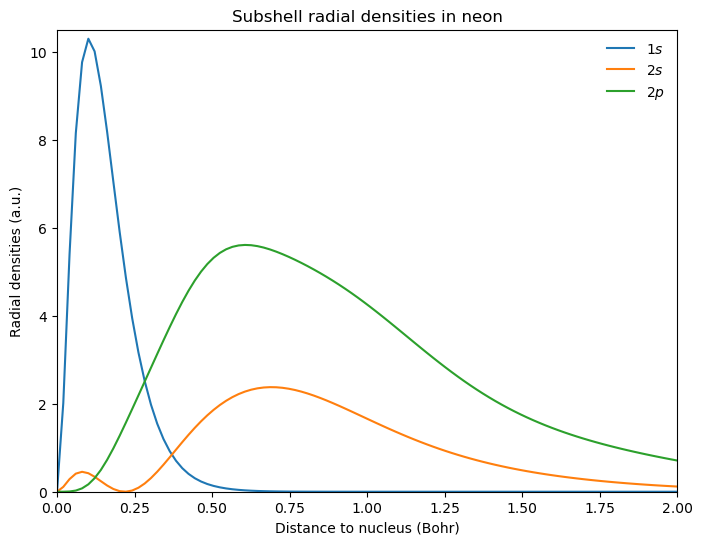 Subshell radial densities in neon
Radial densities (a.u.)
10
8
6
4
2
0
1s
2s
2p
0.00 0.25 0.50 0.75 1.00 1.25 1.50 1.75 2.00
Distance to nucleus (Bohr)